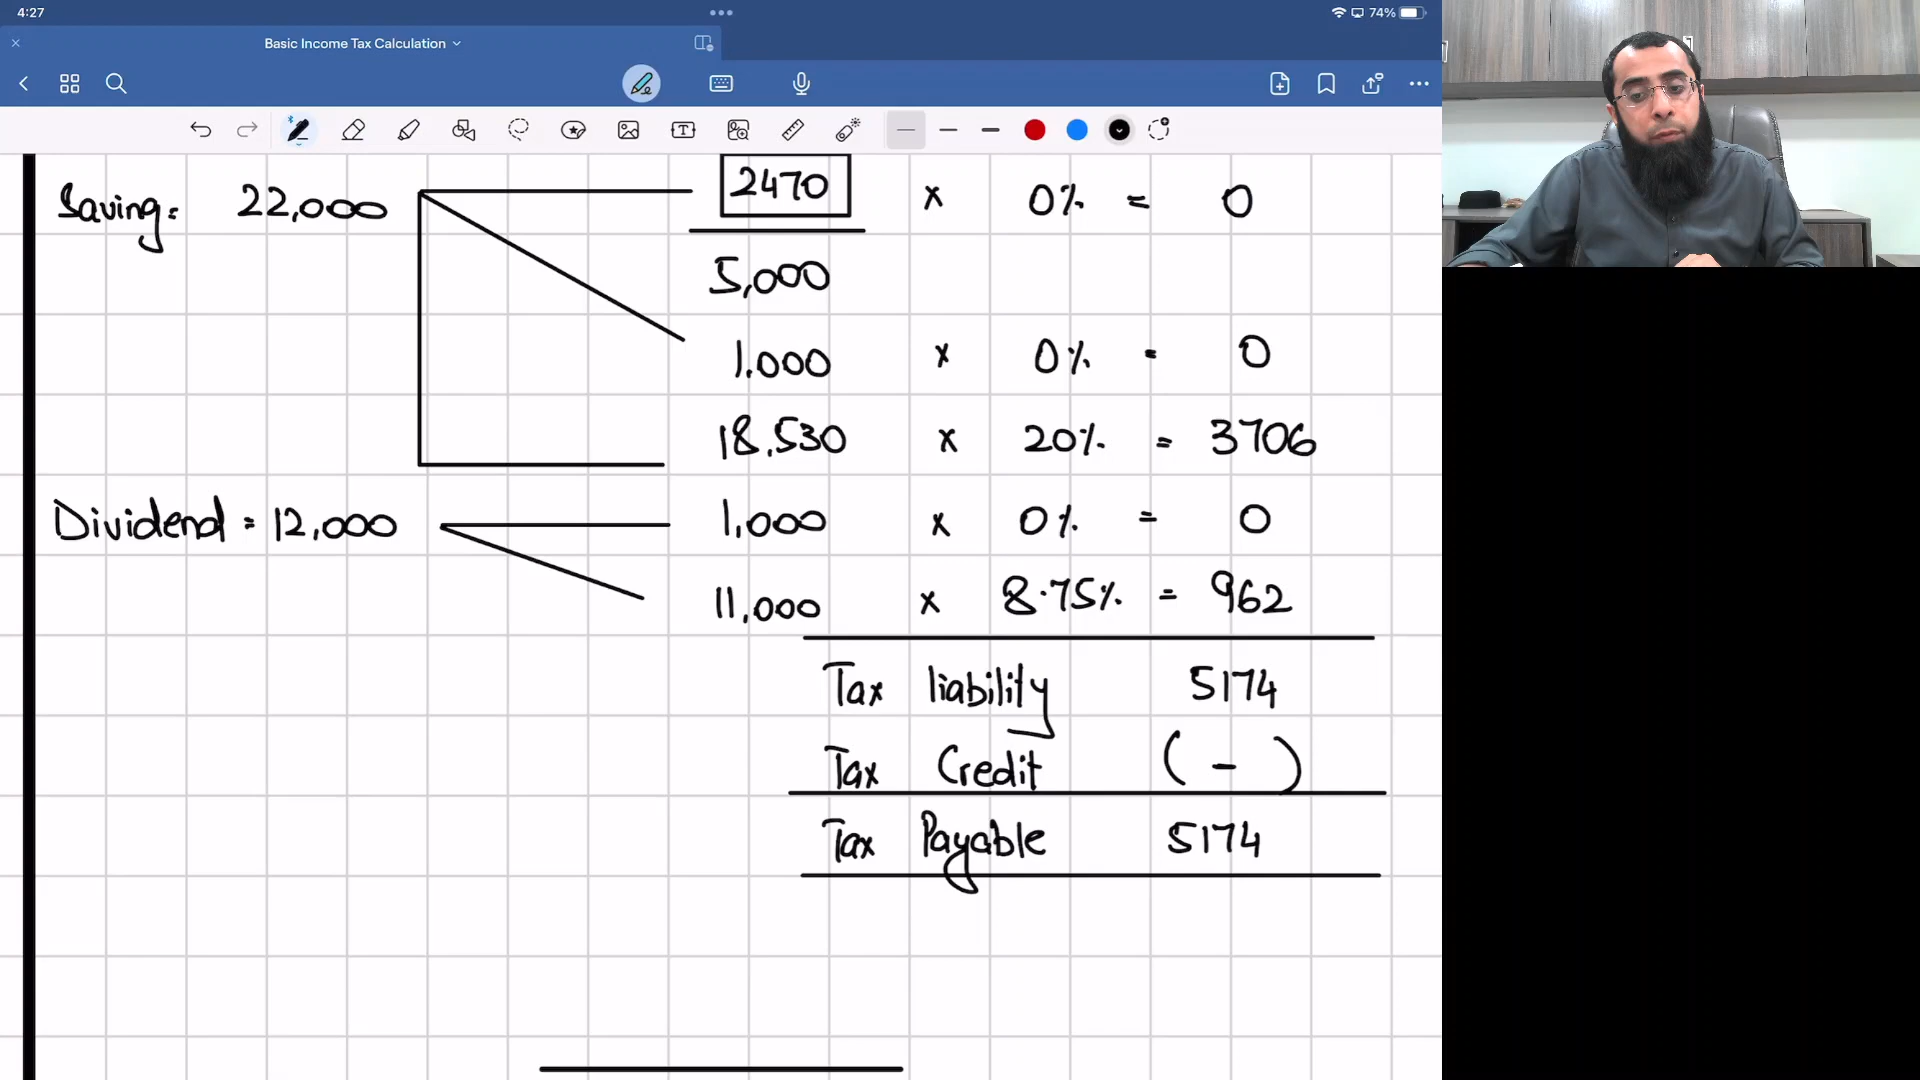 4:27
74%
Basic Income Tax Calculation
Saving = 22,000 2470 x 0% = 0
5,000
1.000 x 0% = 0
18.530 x 20% = 3706
Dividend = 12,000 1,000 x 0% = 0
11.000 x 8.75% = 962
Tax liability 5174
Tax Credit ( - )
Tax Payable 5174